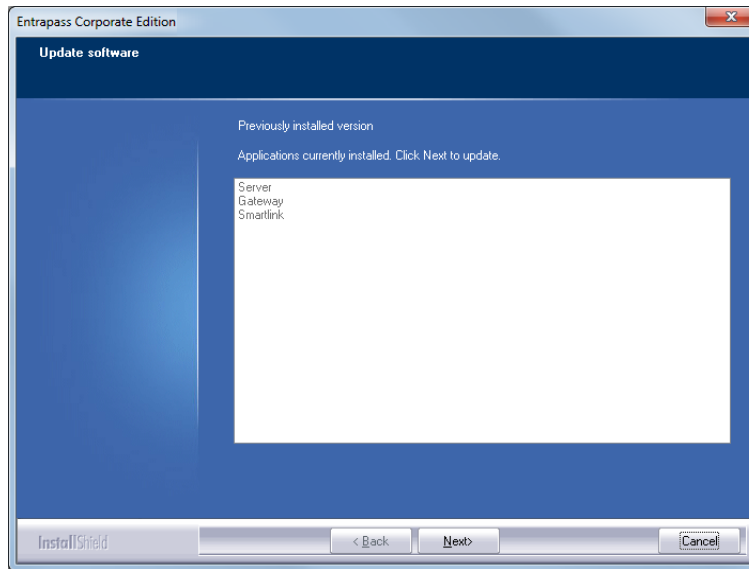 Entrapass Corporate Edition
Update software
Previously installed version
Applications currently installed. Click Next to update.
Server
Gateway
Smartlink
InstallShield
< Back
Next>
Cancel